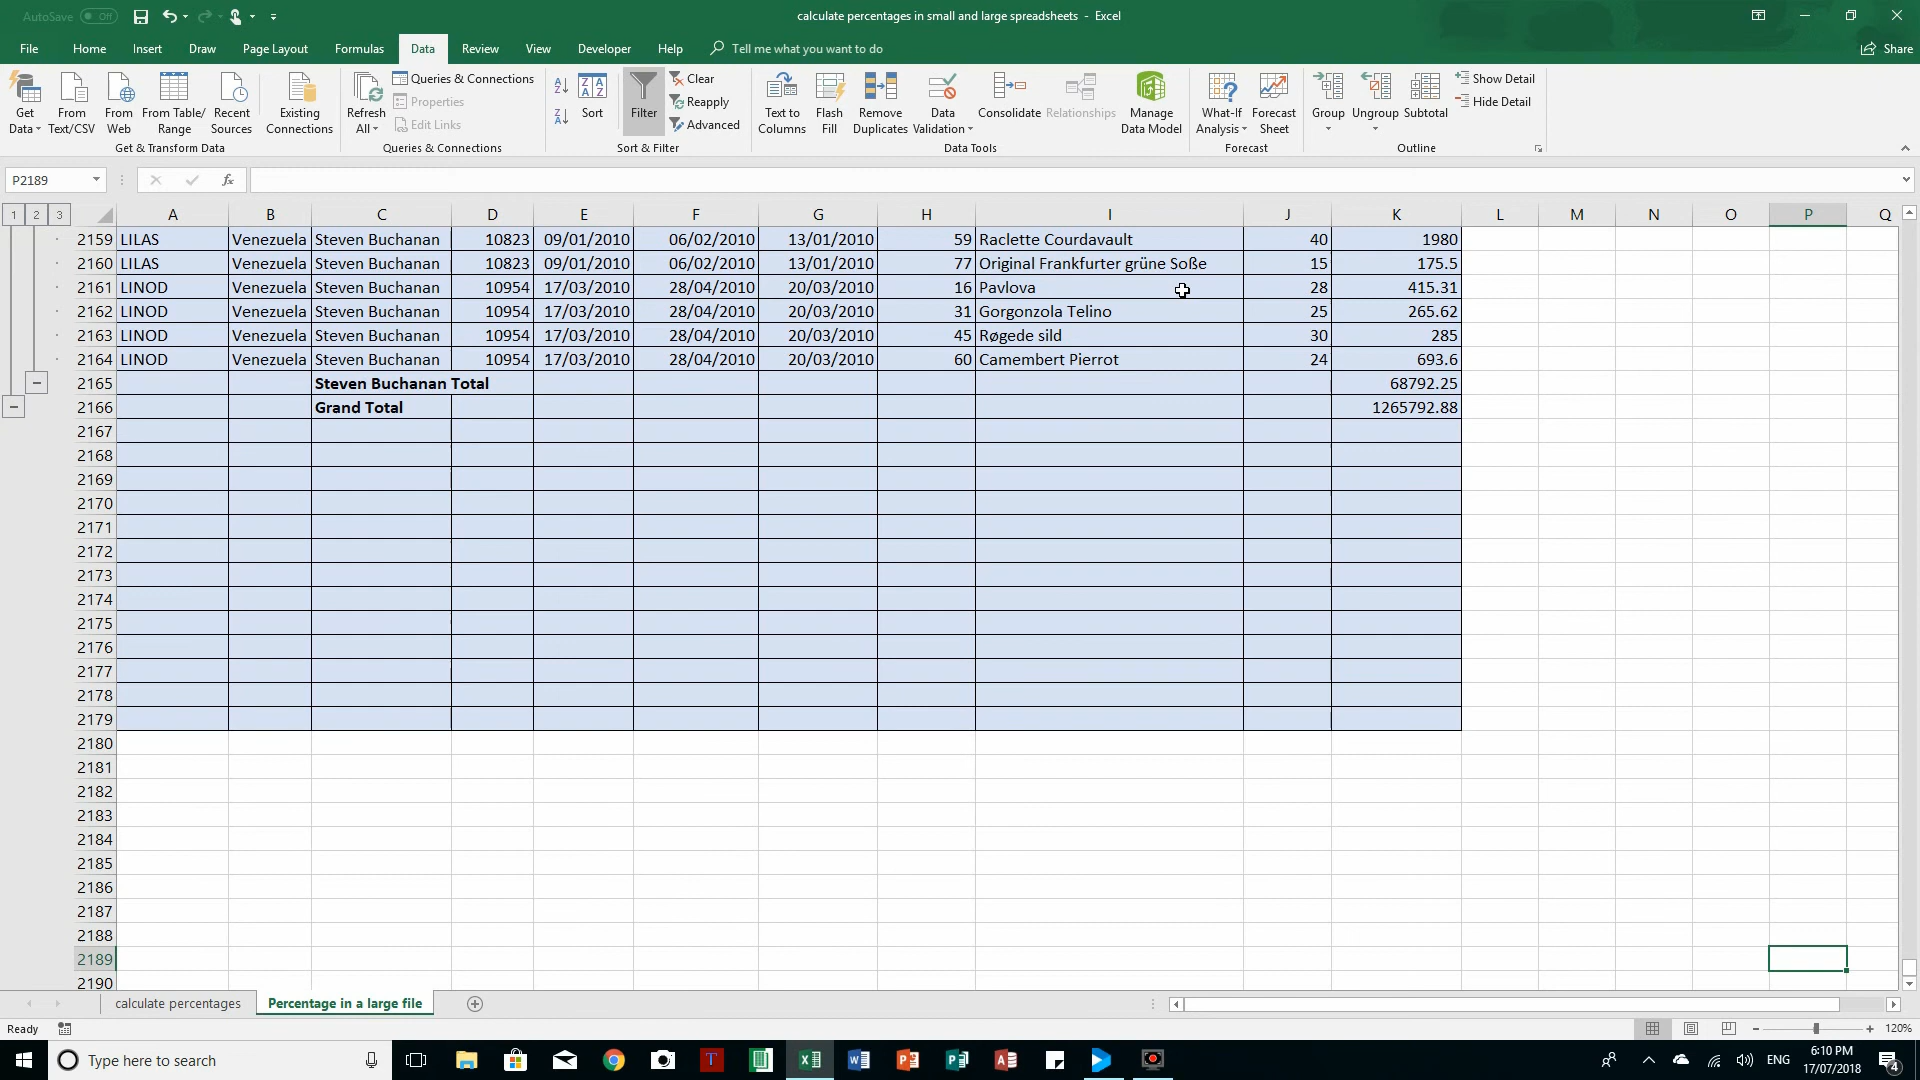 AutoSave Off
calculate percentages in small and large spreadsheets - Excel
File Home Insert Draw Page Layout Formulas Data Review View Developer Help Tell me what you want to do Share
Get Data
From Text/CSV
From Web
From Table/ Range
Recent Sources
Existing Connections
Get & Transform Data
Refresh All
Queries & Connections
Properties
Edit Links
Queries & Connections
Sort
Filter
Clear
Reapply
Advanced
Sort & Filter
Text to Columns
Flash Fill
Remove Duplicates
Data Validation
Consolidate
Relationships
Manage Data Model
Data Tools
What-If Analysis
Forecast Sheet
Forecast
Group
Ungroup
Subtotal
Show Detail
Hide Detail
Outline
P2189 fx
1 2 3 A B C D E F G H I J K L M N O P Q
2159 LILAS Venezuela Steven Buchanan 10823 09/01/2010 06/02/2010 13/01/2010 59 Raclette Courdavault 40 1980
2160 LILAS Venezuela Steven Buchanan 10823 09/01/2010 06/02/2010 13/01/2010 77 Original Frankfurter grüne Soße 15 175.5
2161 LINOD Venezuela Steven Buchanan 10954 17/03/2010 28/04/2010 20/03/2010 16 Pavlova 28 415.31
2162 LINOD Venezuela Steven Buchanan 10954 17/03/2010 28/04/2010 20/03/2010 31 Gorgonzola Telino 25 265.62
2163 LINOD Venezuela Steven Buchanan 10954 17/03/2010 28/04/2010 20/03/2010 45 Røgede sild 30 285
2164 LINOD Venezuela Steven Buchanan 10954 17/03/2010 28/04/2010 20/03/2010 60 Camembert Pierrot 24 693.6
2165 Steven Buchanan Total 68792.25
2166 Grand Total 1265792.88
2167
2168
2169
2170
2171
2172
2173
2174
2175
2176
2177
2178
2179
2180
2181
2182
2183
2184
2185
2186
2187
2188
2189
2190
calculate percentages Percentage in a large file
Ready 120%
Type here to search
ENG
6:10 PM
17/07/2018
4